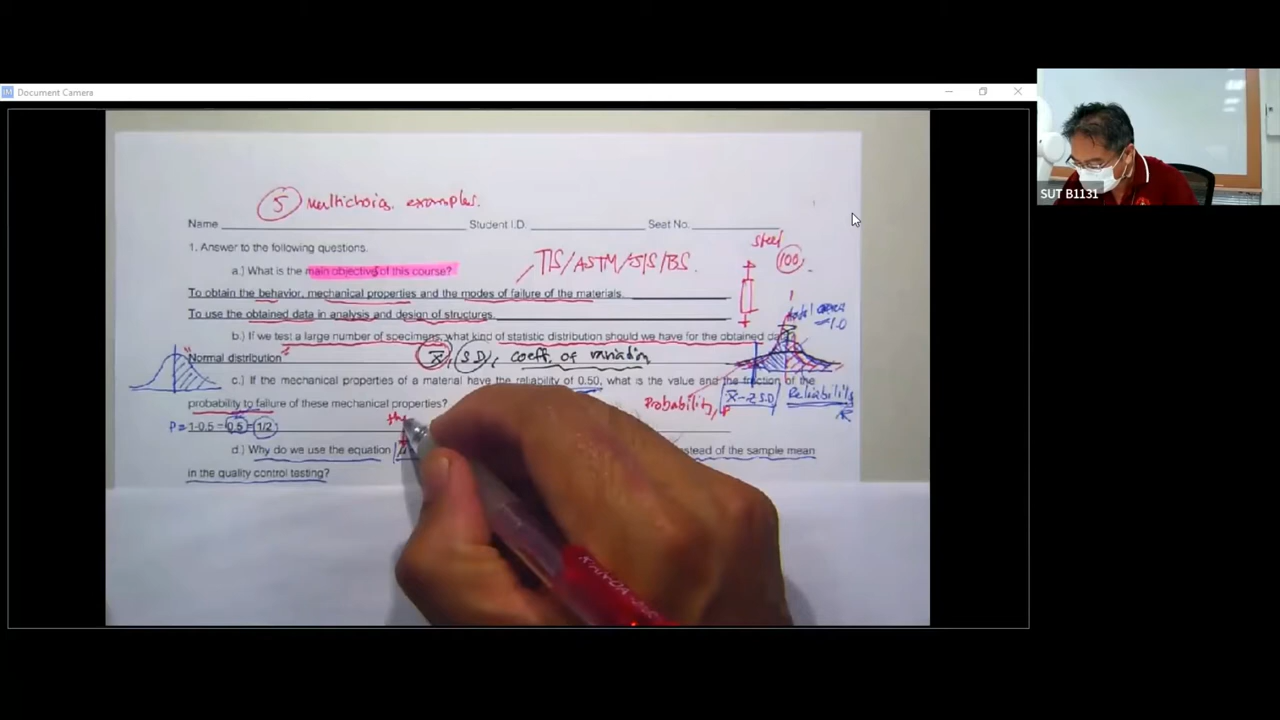 Document Camera
SUT B1131
5 Multichoice examples.
Name Student I.D. Seat No.
steel
1. Answer to the following questions.
TIS/ASTM/JIS/BS.
100
a.) What is the main objectives of this course?
To obtain the behavior, mechanical properties and the modes of failure of the materials.
To use the obtained data in analysis and design of structures.
= 1.0
b.) If we test a large number of specimens, what kind of statistic distribution should we have for the obtained
"Normal distribution"
X̄, S.D., coeff. of variation
c.) If the mechanical properties of a material have the reliability of 0.50, what is the value and the fraction of the
X̄-2S.D
Reliability
R
probability to failure of these mechanical properties?
Probability, P
P = 1-0.5 = 0.5 = 1/2
d.) Why do we use the equation instead of the sample mean
in the quality control testing?